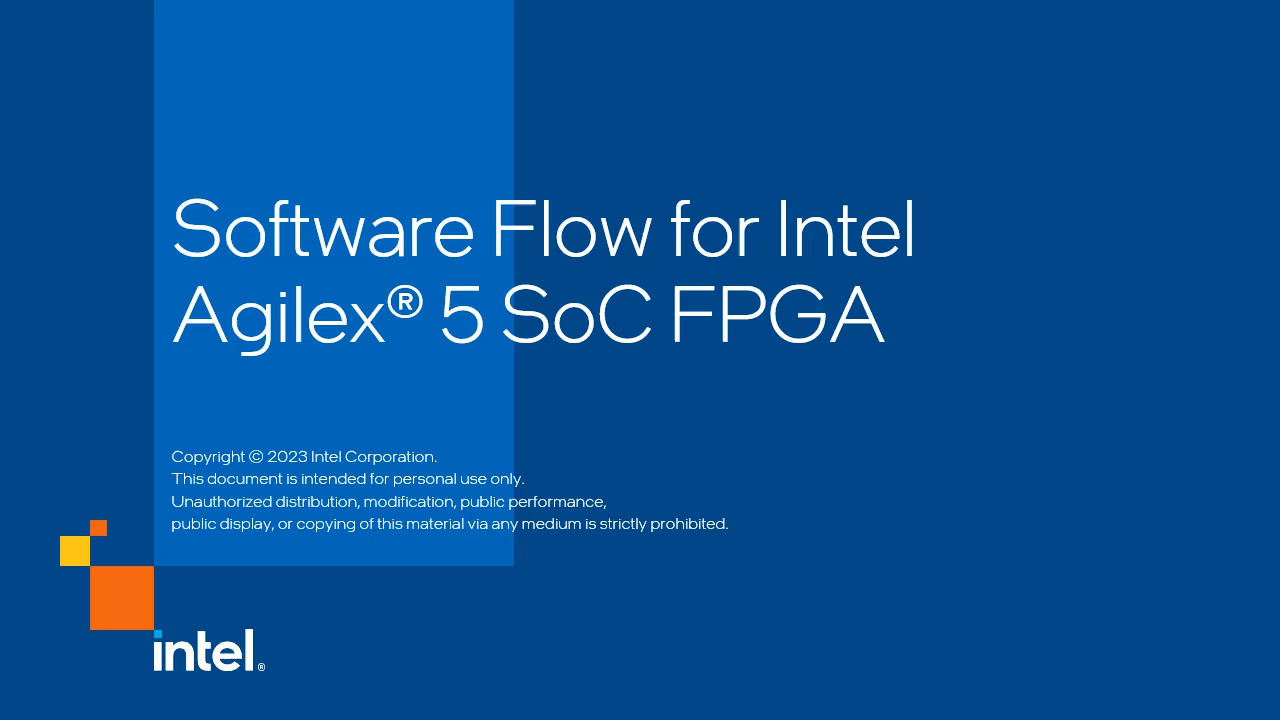 Software Flow for Intel
Agilex® 5 SoC FPGA
Copyright © 2023 Intel Corporation.
This document is intended for personal use only.
Unauthorized distribution, modification, public performance,
public display, or copying of this material via any medium is strictly prohibited.
intel®